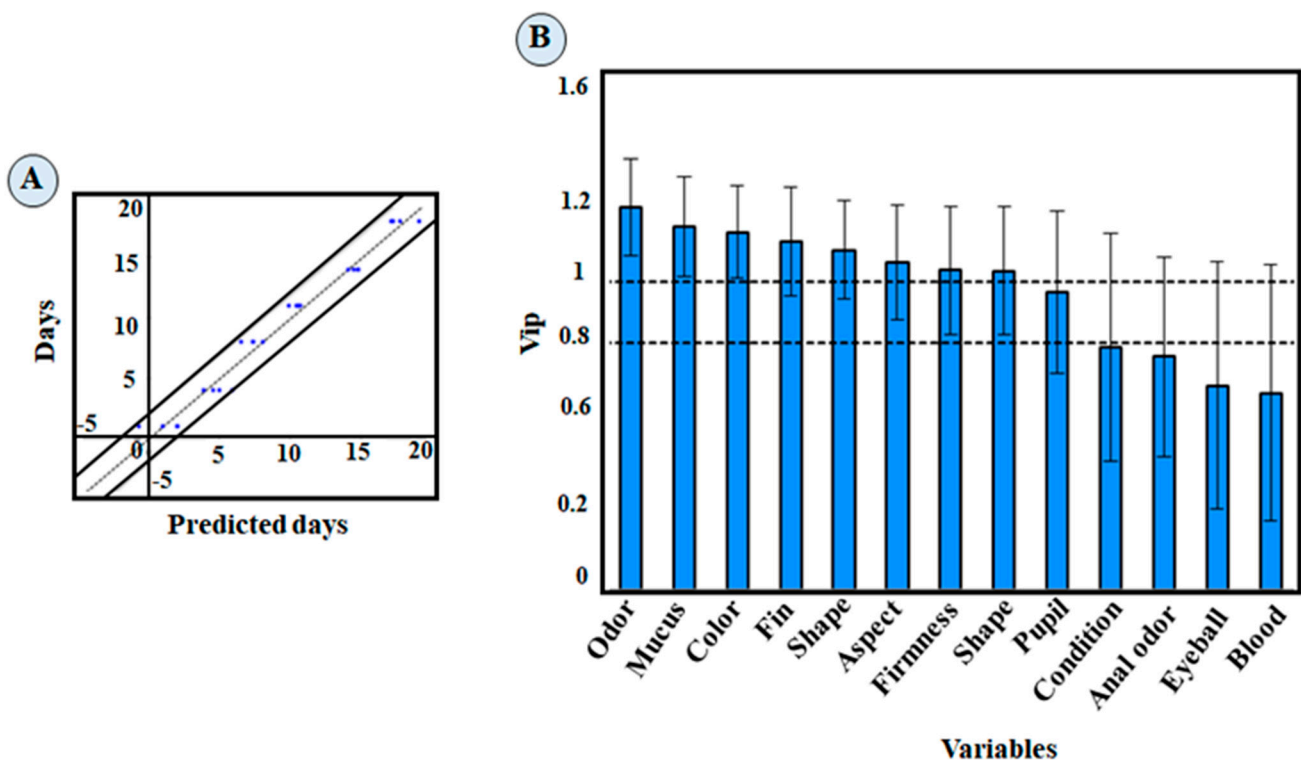 A
20
15
10
5
-5
0
5
10
15
20
-5
Days
Predicted days
B
1.6
1.2
1
0.8
0.6
0.2
0
Vip
Odor
Mucus
Color
Fin
Shape
Aspect
Firmness
Shape
Pupil
Condition
Anal odor
Eyeball
Blood
Variables